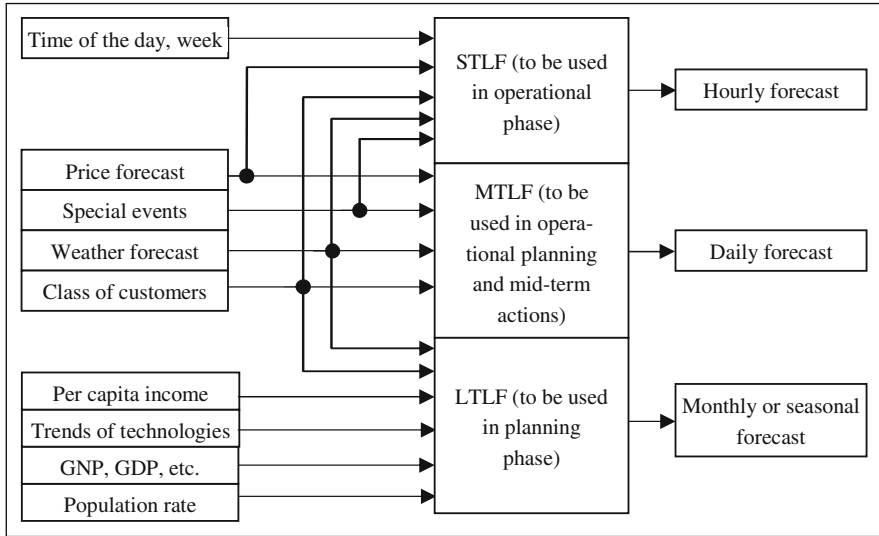 Time of the day, week
Price forecast
Special events
Weather forecast
Class of customers
Per capita income
Trends of technologies
GNP, GDP, etc.
Population rate
STLF (to be used
in operational
phase)
MTLF (to be
used in opera-
tional planning
and mid-term
actions)
LTLF (to be used
in planning
phase)
Hourly forecast
Daily forecast
Monthly or seasonal
forecast